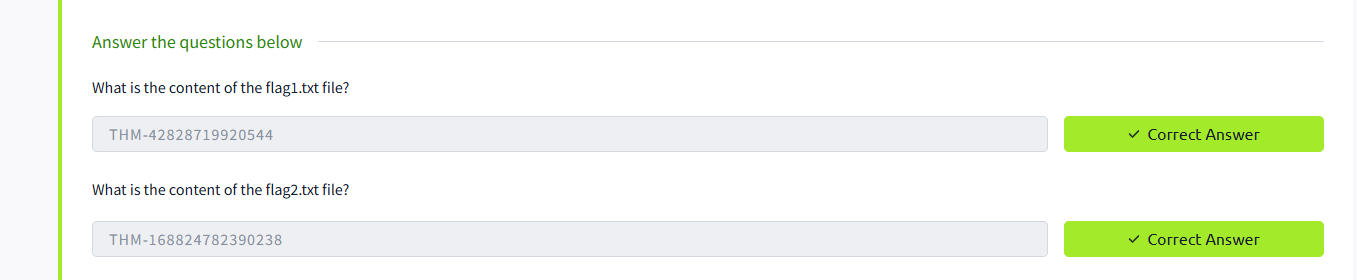 Answer the questions below
What is the content of the flag1.txt file?
THM-42828719920544
✓ Correct Answer
What is the content of the flag2.txt file?
THM-168824782390238
✓ Correct Answer